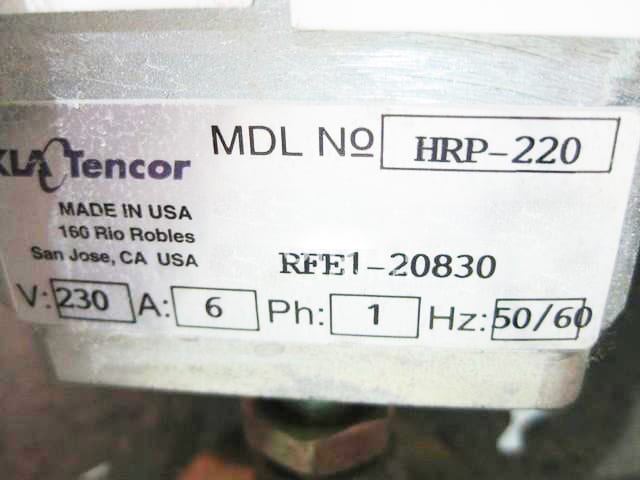 KLA Tencor
MDL No HRP-220
MADE IN USA
160 Rio Robles
San Jose, CA USA
RFE1-20830
V: 230 A: 6 Ph: 1 Hz: 50/60